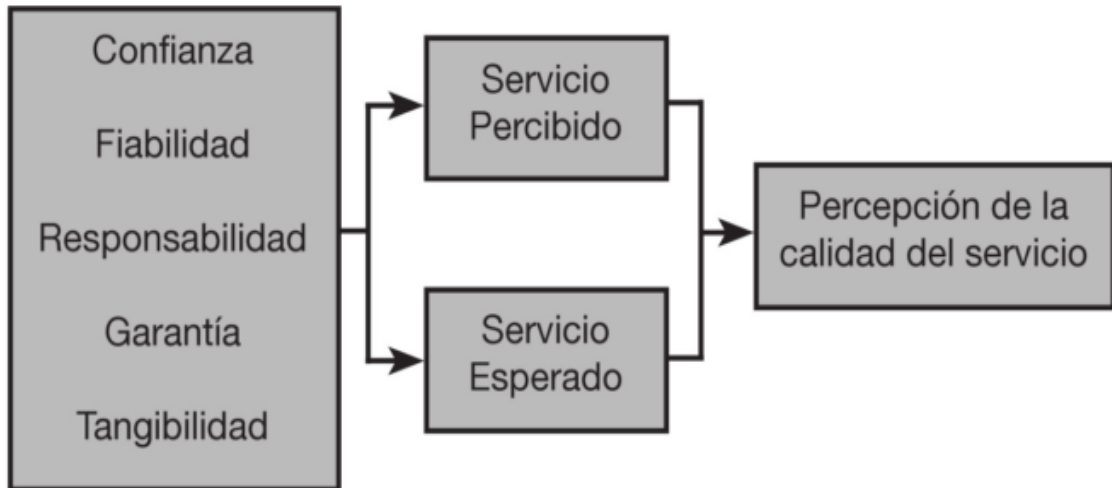 Confianza
Fiabilidad
Responsabilidad
Garantía
Tangibilidad
Servicio
Percibido
Servicio
Esperado
Percepción de la
calidad del servicio